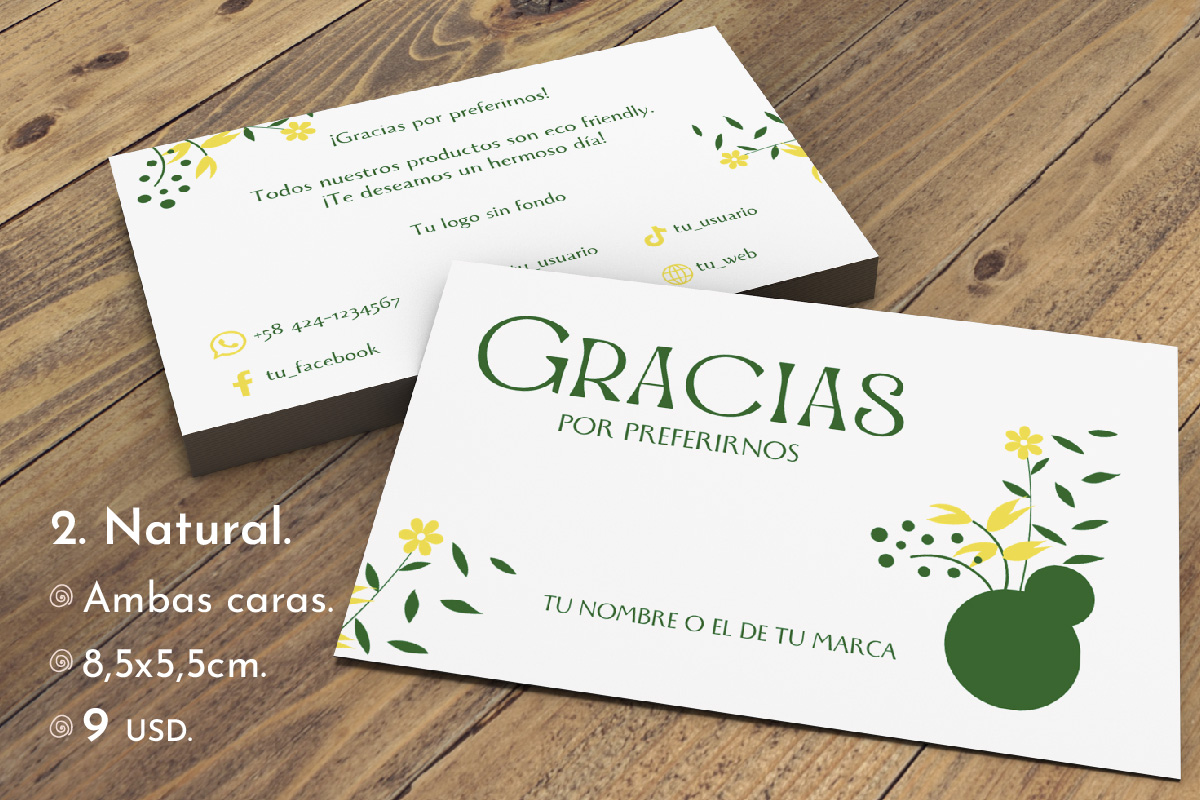 ¡Gracias por preferirnos!
Todos nuestros productos son eco friendly.
¡Te deseamos un hermoso día!
Tu logo sin fondo
tu_usuario
tu_usuario
tu_web
+58 424-1234567
tu_facebook
GRACIAS
POR PREFERIRNOS
TU NOMBRE O EL DE TU MARCA
2. Natural.
Ambas caras.
8,5x5,5cm.
9 USD.